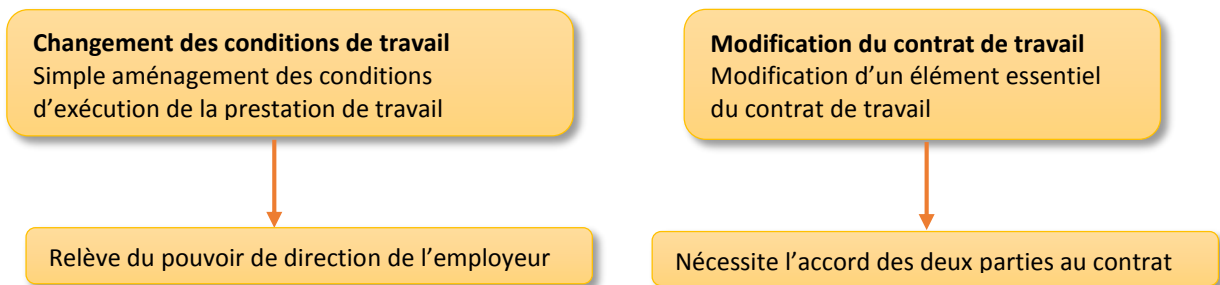 Changement des conditions de travail
Simple aménagement des conditions
d’exécution de la prestation de travail
Relève du pouvoir de direction de l’employeur
Modification du contrat de travail
Modification d’un élément essentiel
du contrat de travail
Nécessite l’accord des deux parties au contrat